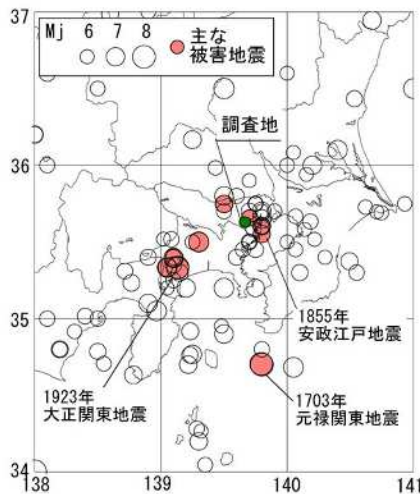 37
Mj 6 7 8
主な
被害地震
調査地
36
1855年
安政江戸地震
35
1923年
大正関東地震
1703年
元禄関東地震
34
138 139 140 141